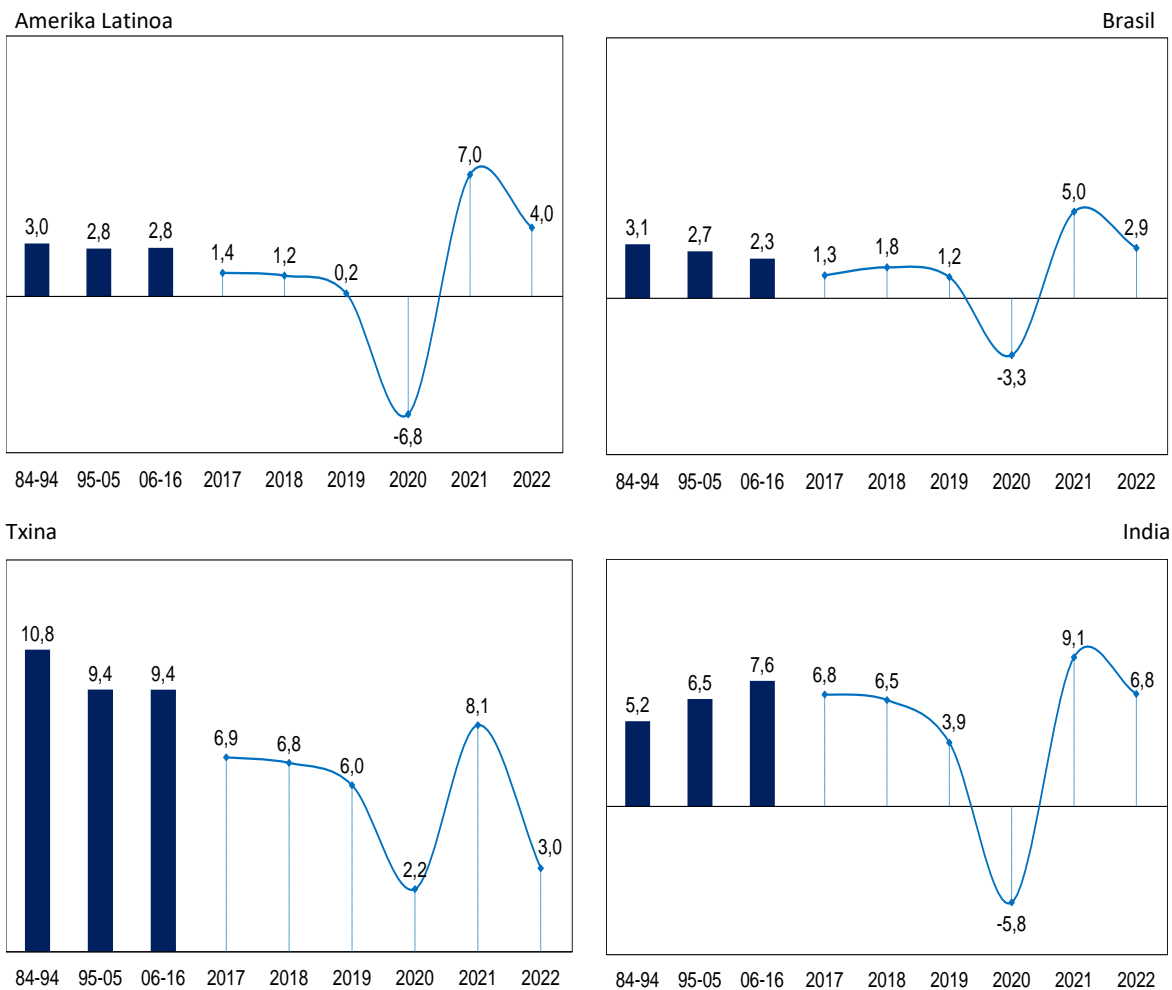 Amerika Latinoa
3,0 2,8 2,8 1,4 1,2 0,2 -6,8 7,0 4,0
84-94 95-05 06-16 2017 2018 2019 2020 2021 2022
Brasil
3,1 2,7 2,3 1,3 1,8 1,2 -3,3 5,0 2,9
84-94 95-05 06-16 2017 2018 2019 2020 2021 2022
Txina
10,8 9,4 9,4 6,9 6,8 6,0 2,2 8,1 3,0
84-94 95-05 06-16 2017 2018 2019 2020 2021 2022
India
5,2 6,5 7,6 6,8 6,5 3,9 -5,8 9,1 6,8
84-94 95-05 06-16 2017 2018 2019 2020 2021 2022